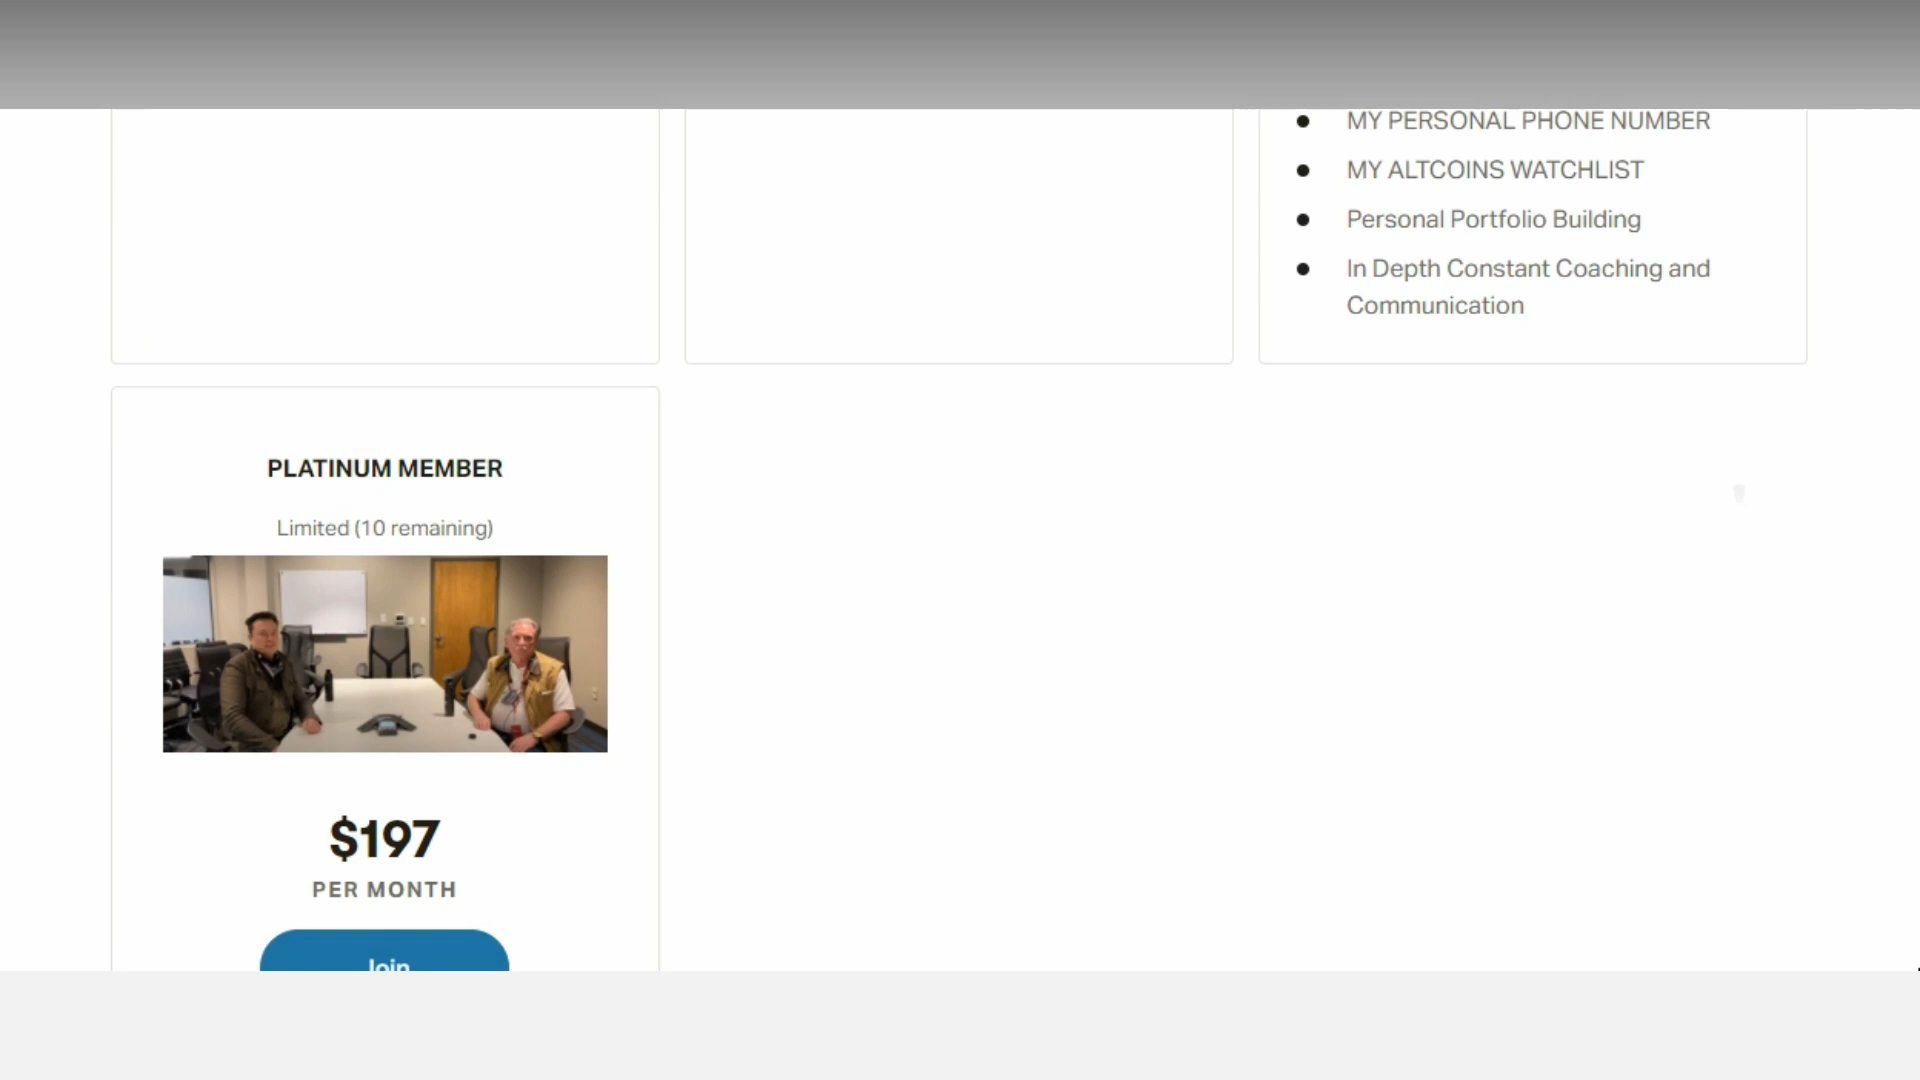 MY PERSONAL PHONE NUMBER
MY ALTCOINS WATCHLIST
Personal Portfolio Building
In Depth Constant Coaching and
Communication
PLATINUM MEMBER
Limited (10 remaining)
$197
PER MONTH
Join